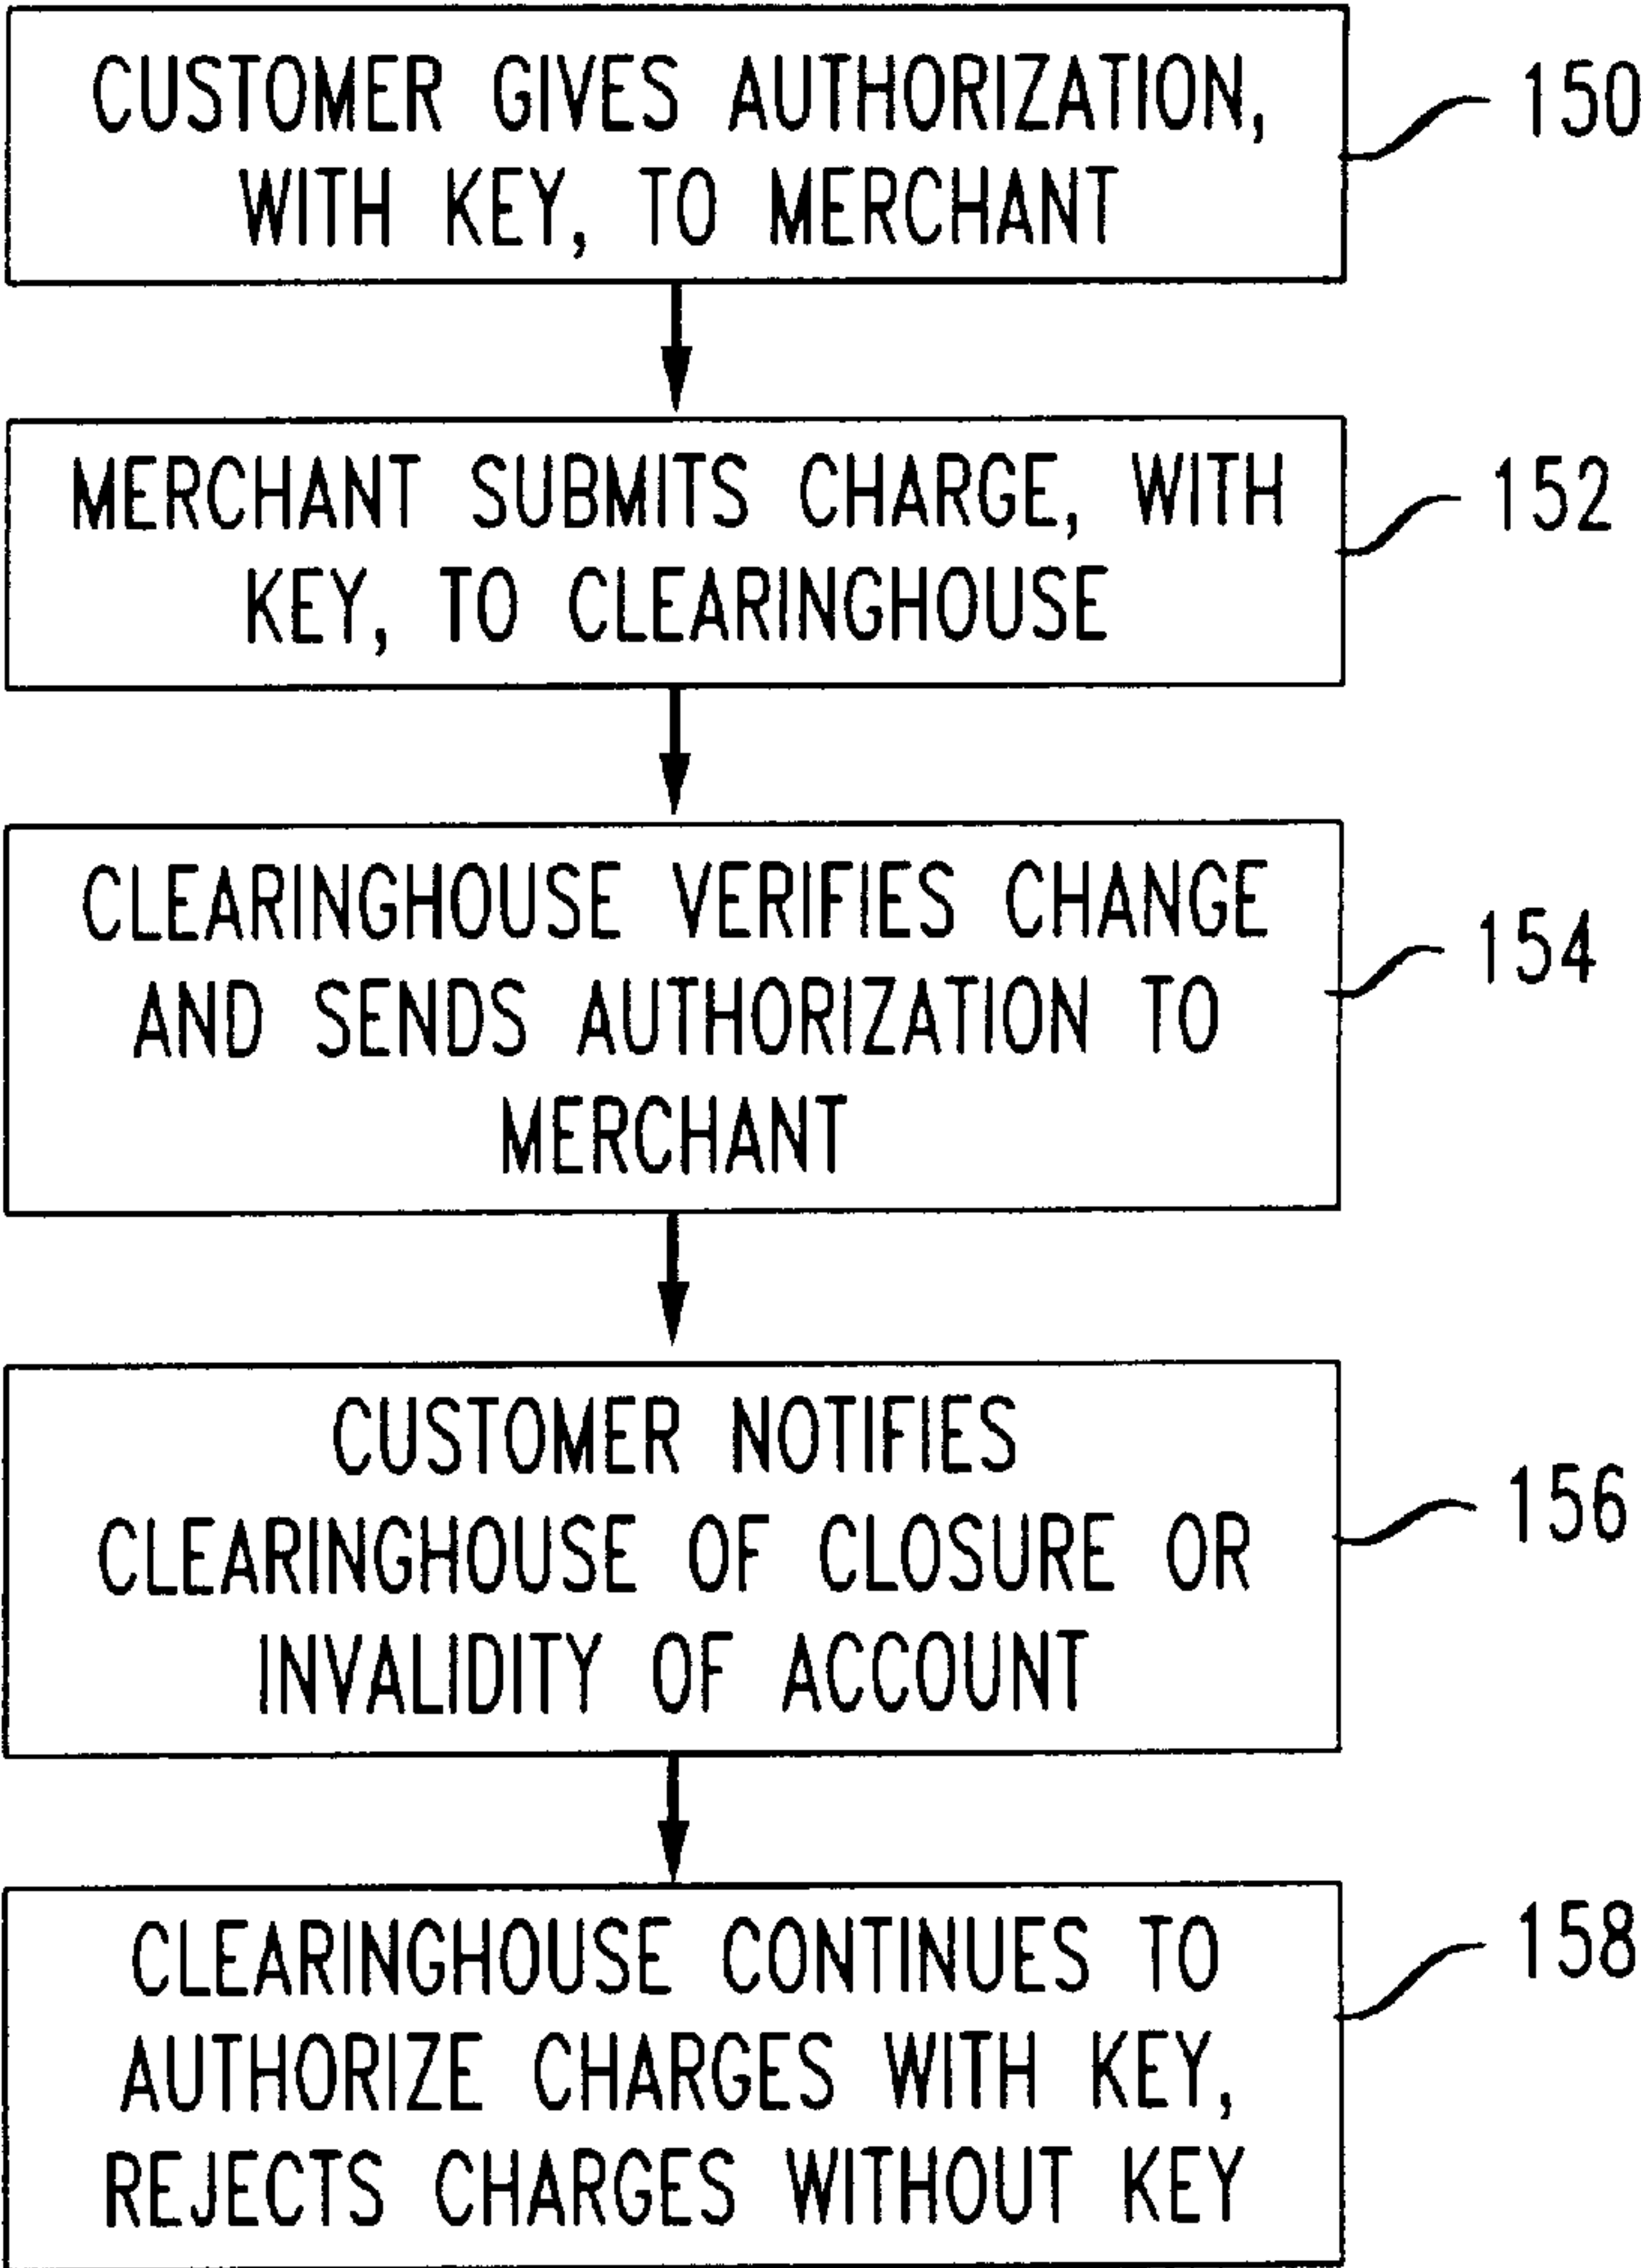 CUSTOMER GIVES AUTHORIZATION,
WITH KEY, TO MERCHANT
150
MERCHANT SUBMITS CHARGE, WITH
KEY, TO CLEARINGHOUSE
152
CLEARINGHOUSE VERIFIES CHANGE
AND SENDS AUTHORIZATION TO
MERCHANT
154
CUSTOMER NOTIFIES
CLEARINGHOUSE OF CLOSURE OR
INVALIDITY OF ACCOUNT
156
CLEARINGHOUSE CONTINUES TO
AUTHORIZE CHARGES WITH KEY,
REJECTS CHARGES WITHOUT KEY
158